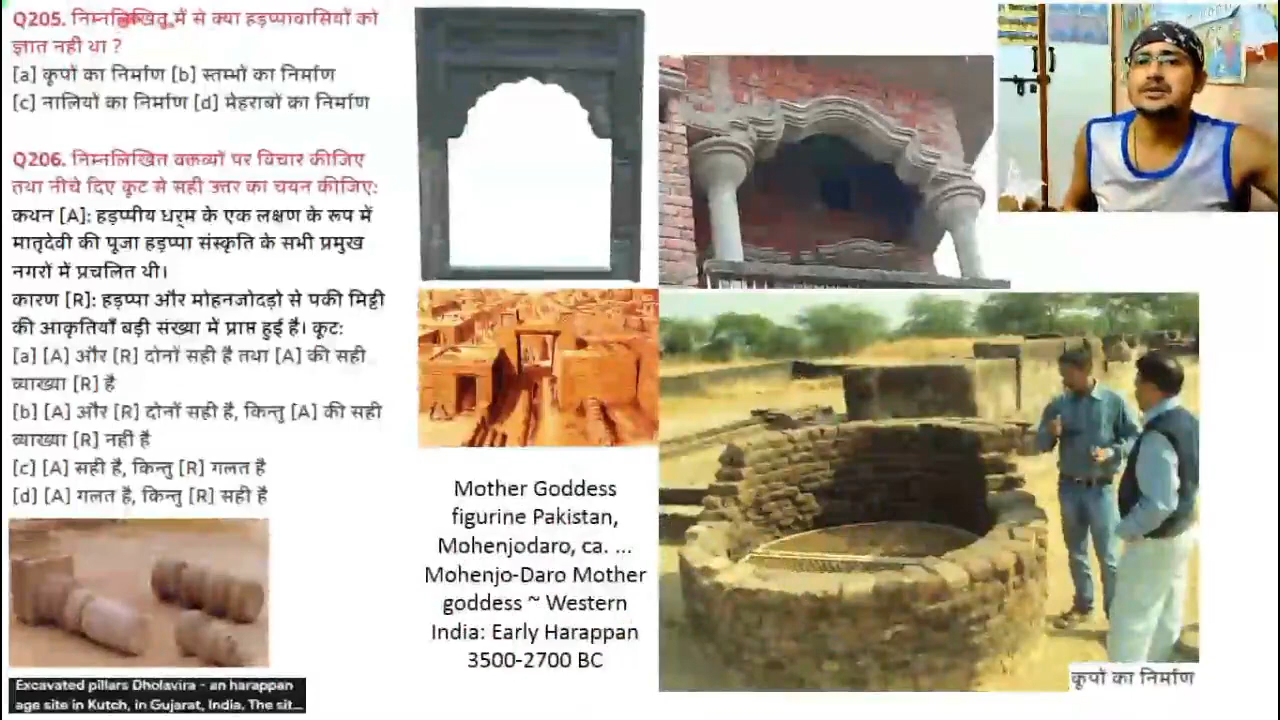 Q205. निम्नलिखित में से क्या हड़प्पावासियों को
ज्ञात नही था ?
[a] कूपों का निर्माण [b] स्तम्भों का निर्माण
[c] नालियों का निर्माण [d] मेहराबों का निर्माण
Q206. निम्नलिखित वक्तव्यों पर विचार कीजिए
तथा नीचे दिए कूट से सही उत्तर का चयन कीजिए:
कथन [A]: हड़प्पीय धर्म के एक लक्षण के रूप में
मातृदेवी की पूजा हड़प्पा संस्कृति के सभी प्रमुख
नगरों में प्रचलित थी।
कारण [R]: हड़प्पा और मोहनजोदड़ो से पकी मिट्टी
की आकृतियाँ बड़ी संख्या में प्राप्त हुई है। कूट:
[a] [A] और [R] दोनों सही है तथा [A] की सही
व्याख्या [R] है
[b] [A] और [R] दोनों सही है, किन्तु [A] की सही
व्याख्या [R] नहीं है
[c] [A] सही है, किन्तु [R] गलत है
[d] [A] गलत है, किन्तु [R] सही है
Excavated pillars Dholavira - an harappan
age site in Kutch, in Gujarat, India. The sit...
Mother Goddess
figurine Pakistan,
Mohenjodaro, ca. ...
Mohenjo-Daro Mother
goddess ~ Western
India: Early Harappan
3500-2700 BC
कूपों का निर्माण